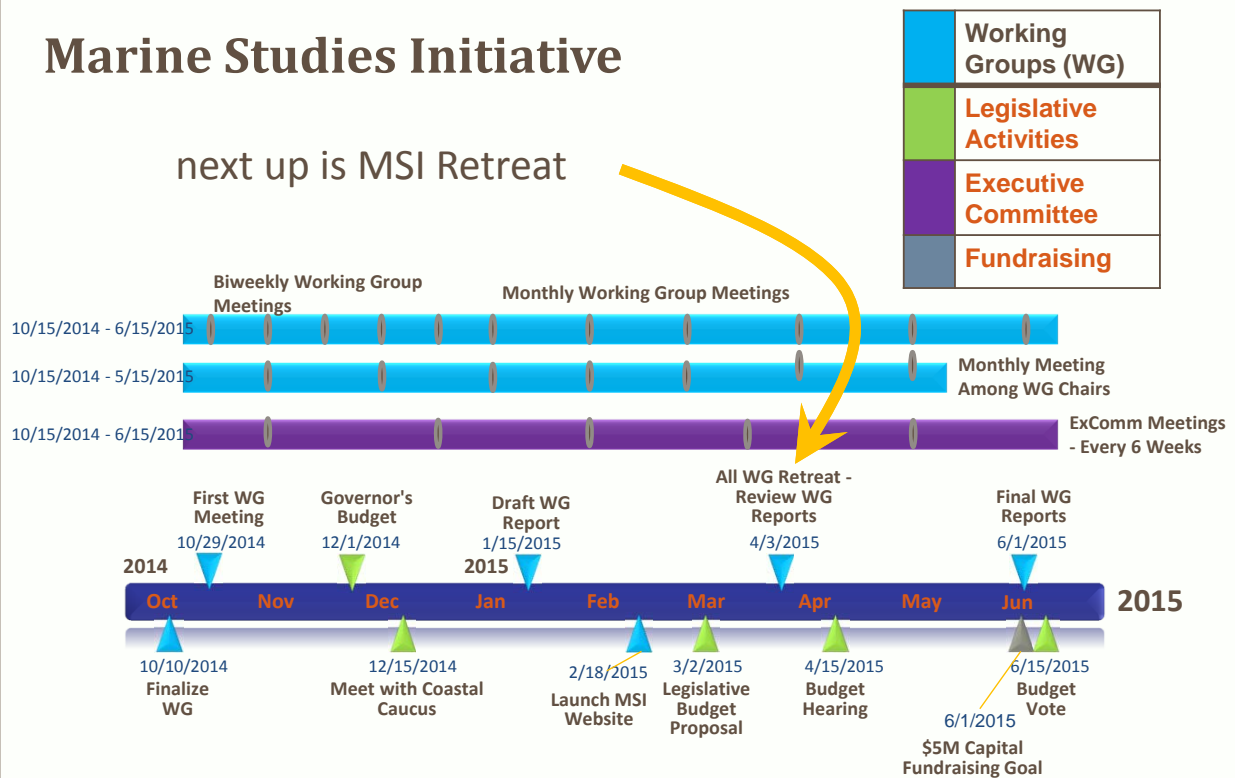 Marine Studies Initiative
Working
Groups (WG)
Legislative
Activities
Executive
Committee
Fundraising
next up is MSI Retreat
Biweekly Working Group
Meetings
Monthly Working Group Meetings
10/15/2014 - 6/15/2015
10/15/2014 - 5/15/2015
Monthly Meeting
Among WG Chairs
10/15/2014 - 6/15/2015
ExComm Meetings
- Every 6 Weeks
First WG
Meeting
10/29/2014
Governor's
Budget
12/1/2014
Draft WG
Report
1/15/2015
All WG Retreat -
Review WG
Reports
4/3/2015
Final WG
Reports
6/1/2015
2014
2015
Oct Nov Dec Jan Feb Mar Apr May Jun
2015
10/10/2014
Finalize
WG
12/15/2014
Meet with Coastal
Caucus
2/18/2015
Launch MSI
Website
3/2/2015
Legislative
Budget
Proposal
4/15/2015
Budget
Hearing
6/15/2015
Budget
Vote
6/1/2015
$5M Capital
Fundraising Goal